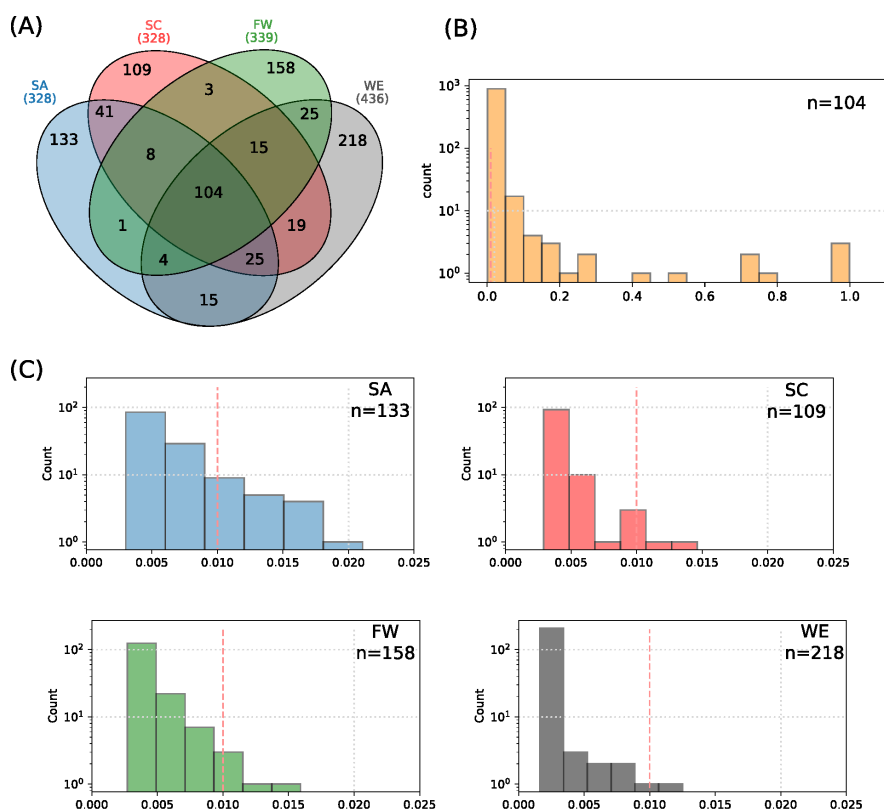 (A)
SC
(328)
FW
(339)
SA
(328)
WE
(436)
109
158
3
41
25
133
8
15
218
104
1
19
4
25
15
(B)
n=104
count
10³
10²
10¹
10⁰
0.0 0.2 0.4 0.6 0.8 1.0
(C)
SA
n=133
Count
10²
10¹
10⁰
0.000 0.005 0.010 0.015 0.020 0.025
SC
n=109
Count
10²
10¹
10⁰
0.000 0.005 0.010 0.015 0.020 0.025
FW
n=158
Count
10²
10¹
10⁰
0.000 0.005 0.010 0.015 0.020 0.025
WE
n=218
Count
10²
10¹
10⁰
0.000 0.005 0.010 0.015 0.020 0.025